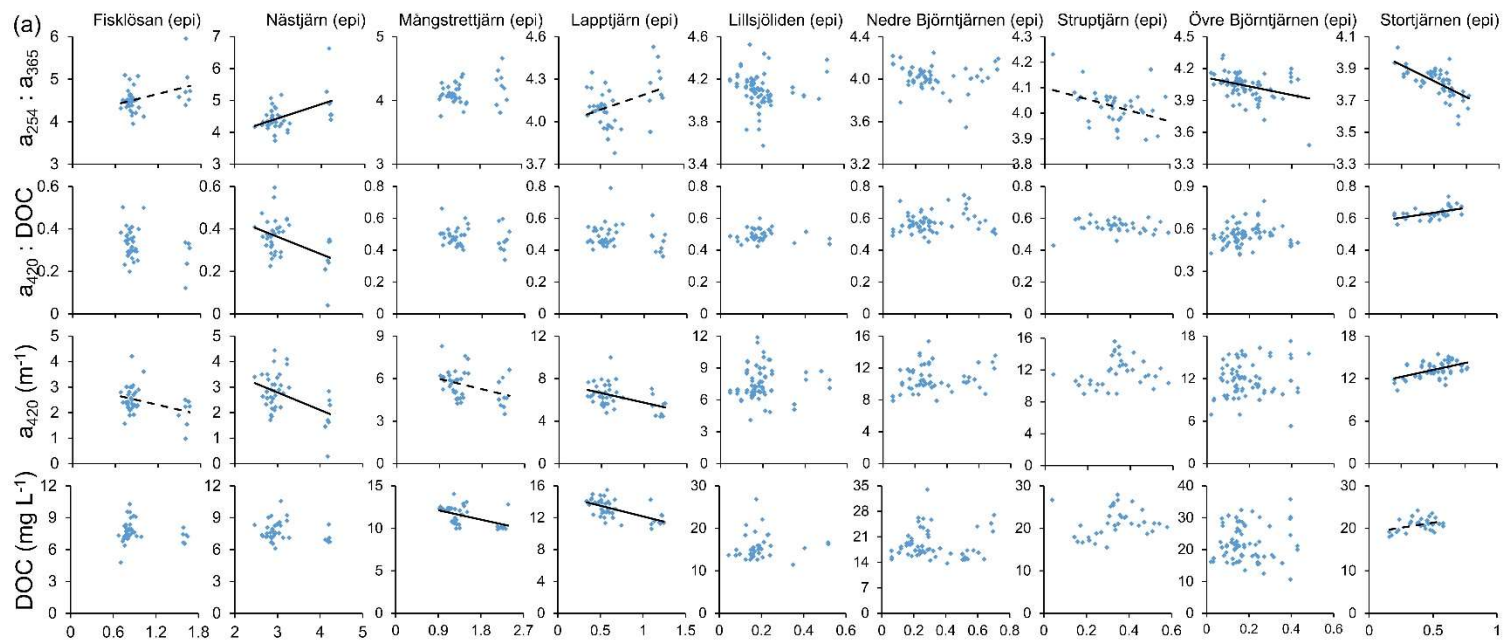 (a)
Fisklösan (epi) Nästjärn (epi) Mångstrettjärn (epi) Lapptjärn (epi) Lillsjöliden (epi) Nedre Björntjärnen (epi) Struptjärn (epi) Övre Björntjärnen (epi) Stortjärnen (epi)
a254 : a365
6 7 5 4.6 4.6 4.4 4.3 4.3 4.1
5 6 4.3 4.4 4.2 4.2 4.1 3.9
5 4 4.2 4.0 4.1
4 4 4.0 4.0 3.8 4.0 3.9 3.7
3.8 3.6 3.9 3.6 3.5
3 3 3 3.7 3.4 3.4 3.8 3.3 3.3
a420 : DOC
0.6 0.6 0.8 0.8 0.8 0.8 0.8 0.9 0.8
0.4 0.4 0.6 0.6 0.6 0.6 0.6 0.6 0.6
0.4 0.4 0.4 0.4 0.4 0.4
0.2 0.2 0.2 0.2 0.2 0.2 0.2 0.3 0.2
0 0 0 0 0 0 0 0 0
a420 (m-1)
5 5 9 12 12 16 16 18 18
4 4 9 12 12
3 3 6 8 6 12 12 12
2 2 3 4 8 8 6 6
1 1 3 4 4
0 0 0 0 0 0 0 0 0
DOC (mg L-1)
12 12 15 16 30 35 30 40 30
9 9 10 12 20 28 20 30 20
6 6 8 21 20
3 3 5 4 10 14 10 10 10
7
0 0 0 0 0 0 0 0 0
0 0.6 1.2 1.8 2 3 4 5 0 0.9 1.8 2.7 0 0.5 1 1.5 0 0.2 0.4 0.6 0 0.2 0.4 0.6 0.8 0 0.2 0.4 0.6 0 0.2 0.4 0.6 0 0.5 1